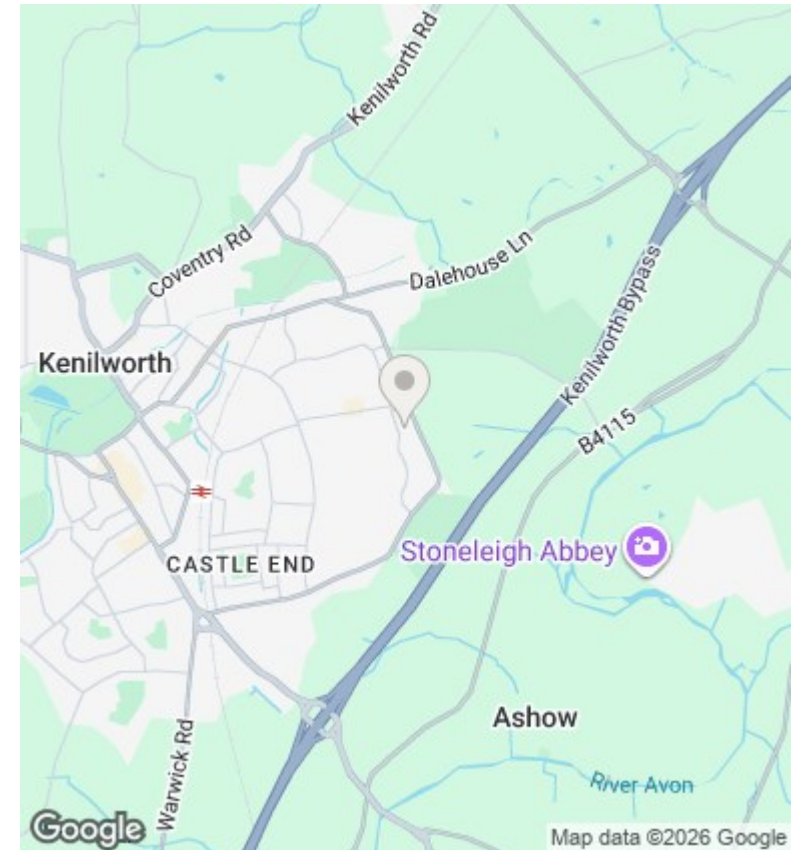 Kenilworth Rd
Coventry Rd
Dalehouse Ln
Kenilworth Bypass
Kenilworth
B4115
Stoneleigh Abbey
CASTLE END
Ashow
Warwick Rd
River Avon
Google
Map data ©2026 Google